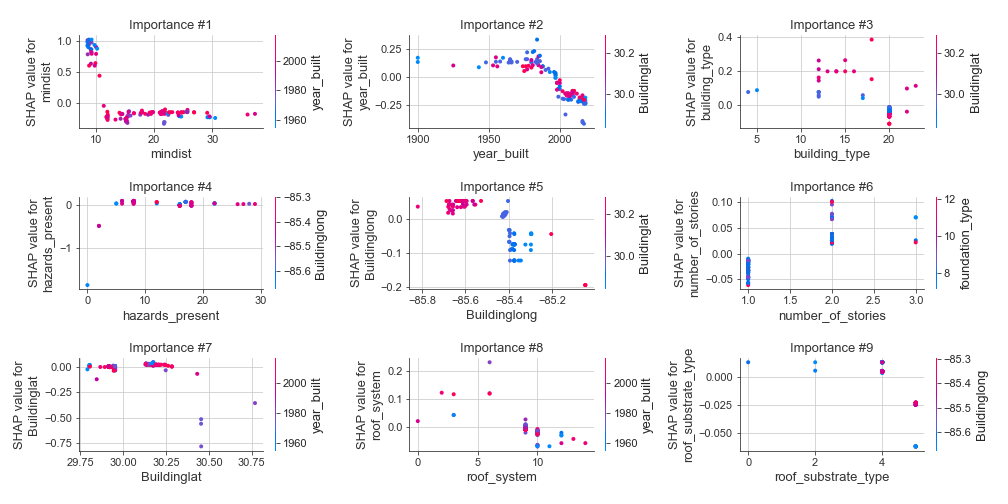 Importance #1
SHAP value for
mindist
1.0
0.5
0.0
10
20
30
mindist
2000
1980
1960
year_built
Importance #2
SHAP value for
year_built
0.25
0.00
−0.25
1900
1950
2000
year_built
30.2
30.0
Buildinglat
Importance #3
SHAP value for
building_type
0.4
0.2
0.0
5
10
15
20
building_type
30.2
30.0
Buildinglat
Importance #4
SHAP value for
hazards_present
0
−1
0
10
20
30
hazards_present
−85.3
−85.4
−85.5
−85.6
Buildinglong
Importance #5
SHAP value for
Buildinglong
0.0
−0.1
−0.2
−85.8
−85.6
−85.4
−85.2
Buildinglong
30.2
30.0
Buildinglat
Importance #6
SHAP value for
number_of_stories
0.10
0.05
0.00
−0.05
1.0
1.5
2.0
2.5
3.0
number_of_stories
12
10
8
foundation_type
Importance #7
SHAP value for
Buildinglat
0.00
−0.25
−0.50
−0.75
29.75
30.00
30.25
30.50
30.75
Buildinglat
2000
1980
1960
year_built
Importance #8
SHAP value for
roof_system
0.2
0.1
0.0
0
5
10
roof_system
2000
1980
1960
year_built
Importance #9
SHAP value for
roof_substrate_type
0.000
−0.025
−0.050
0
2
4
roof_substrate_type
−85.3
−85.4
−85.5
−85.6
Buildinglong